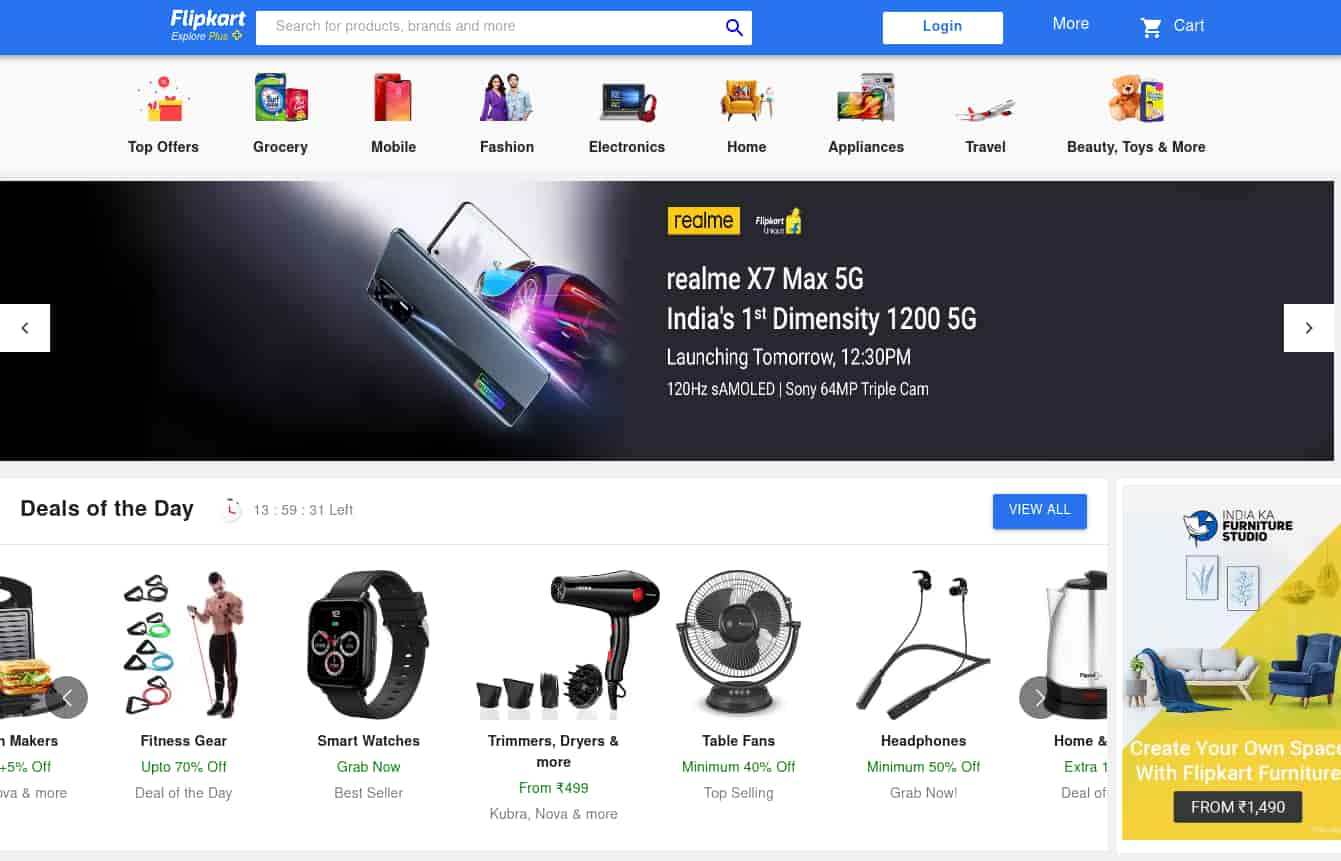 Flipkart
Explore Plus
Search for products, brands and more
Login
More
Cart
Top Offers
Grocery
Mobile
Fashion
Electronics
Home
Appliances
Travel
Beauty, Toys & More
realme
Flipkart
realme X7 Max 5G
India's 1st Dimensity 1200 5G
Launching Tomorrow, 12:30PM
120Hz sAMOLED | Sony 64MP Triple Cam
Deals of the Day
13 : 59 : 31 Left
VIEW ALL
INDIA KA
FURNITURE
STUDIO
Makers
+5% Off
& more
Fitness Gear
Upto 70% Off
Deal of the Day
Smart Watches
Grab Now
Best Seller
Trimmers, Dryers &
more
From ₹499
Kubra, Nova & more
Table Fans
Minimum 40% Off
Top Selling
Headphones
Minimum 50% Off
Grab Now!
Home &
Extra 1
Deal of
Create Your Own Space
With Flipkart Furniture
FROM ₹1,490